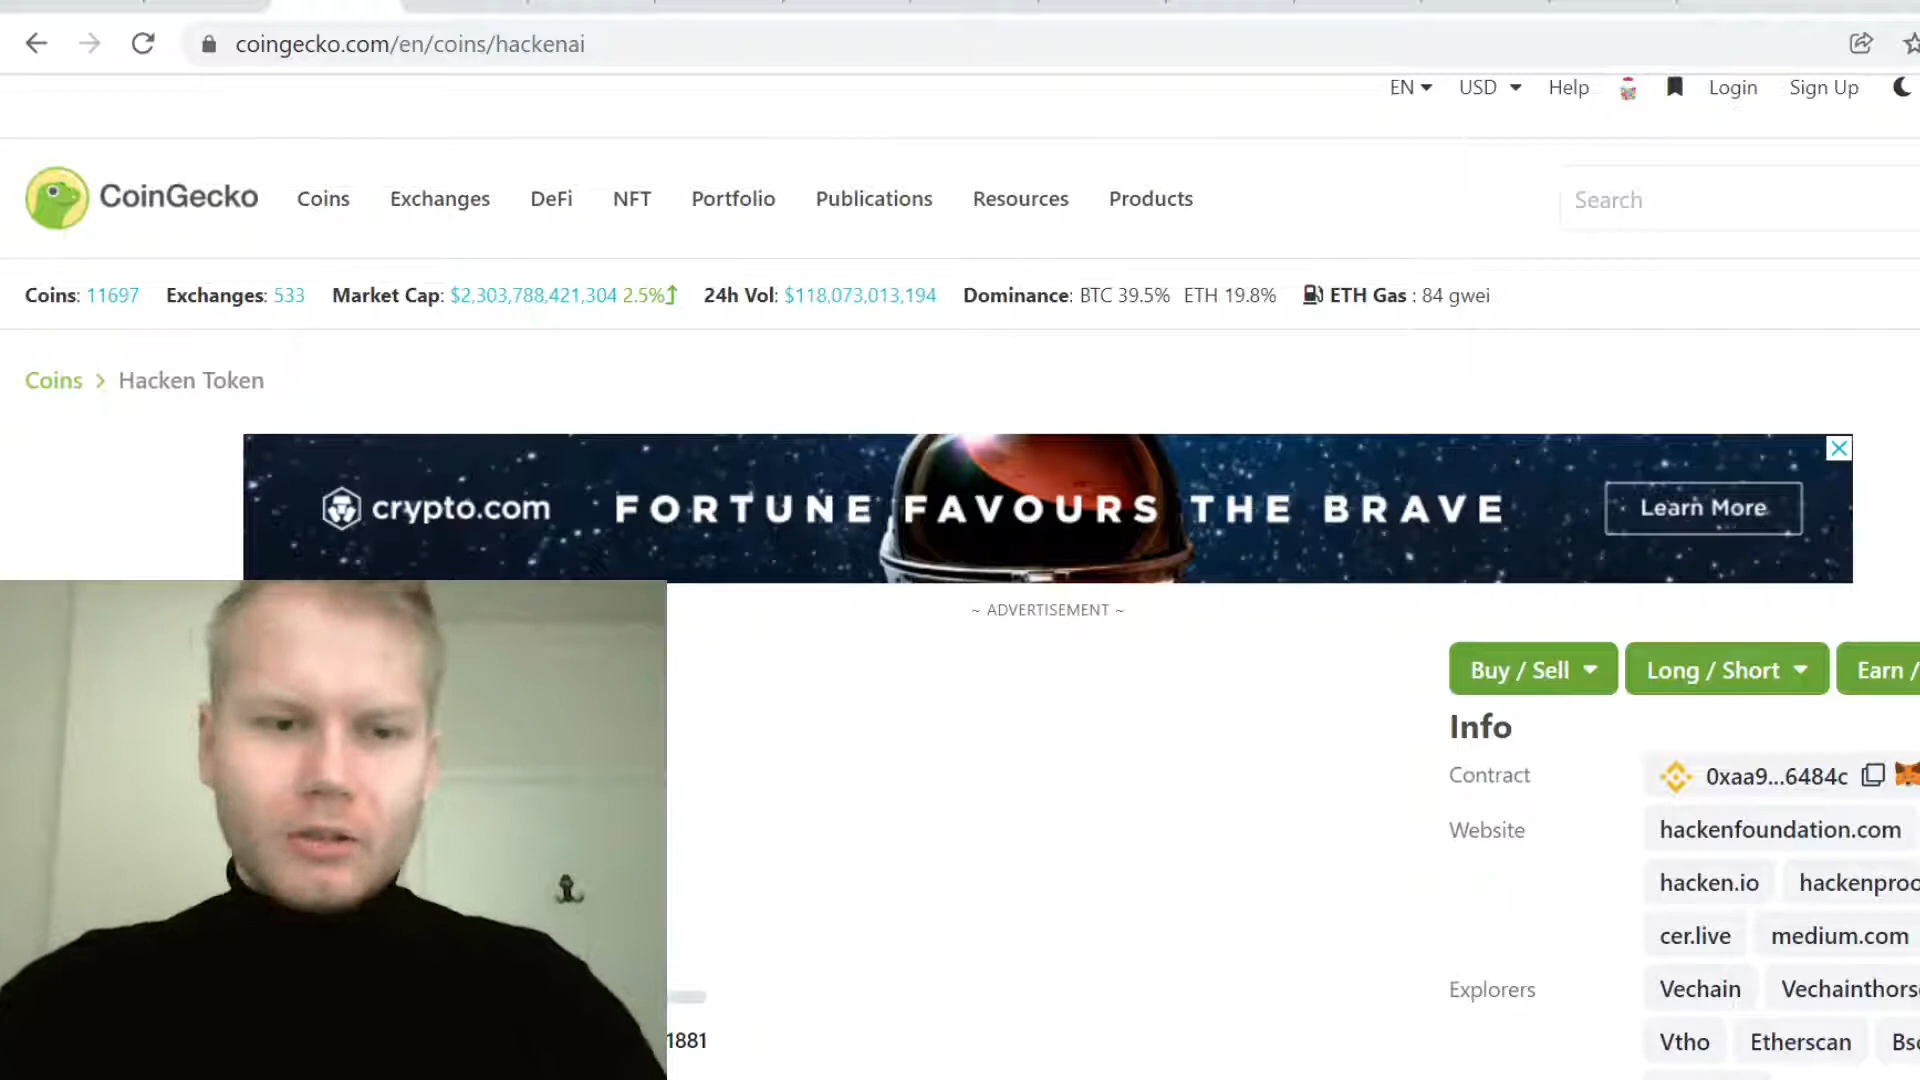 coingecko.com/en/coins/hackenai
EN USD Help Login Sign Up
CoinGecko Coins Exchanges DeFi NFT Portfolio Publications Resources Products Search
Coins: 11697 Exchanges: 533 Market Cap: $2,303,788,421,304 2.5% 24h Vol: $118,073,013,194 Dominance: BTC 39.5% ETH 19.8% ETH Gas : 84 gwei
Coins > Hacken Token
crypto.com FORTUNE FAVOURS THE BRAVE Learn More
~ ADVERTISEMENT ~
Buy / Sell Long / Short Earn /
Info
Contract 0xaa9...6484c
Website hackenfoundation.com
hacken.io hackenproo
cer.live medium.com
Explorers Vechain Vechainthors
1881 Vtho Etherscan Bsc